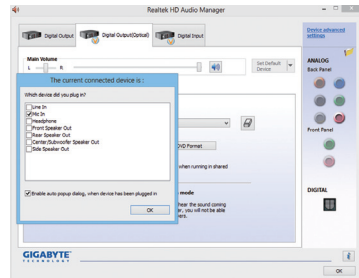 Realtek HD Audio Manager
Digital Output
Digital Output(Optical)
Digital Input
Device advanced settings
Main Volume
L
R
Set Default
Device
ANALOG
Back Panel
The current connected device is :
Which device did you plug in?
Line In
Mic In
Headphone
Front Speaker Out
Rear Speaker Out
Center/Subwoofer Speaker Out
Side Speaker Out
Enable auto popup dialog, when device has been plugged in
OK
DVD Format
when running in shared
mode
hear the sound coming
er, you will not be able
Front Panel
DIGITAL
GIGABYTE
TECHNOLOGY
OK